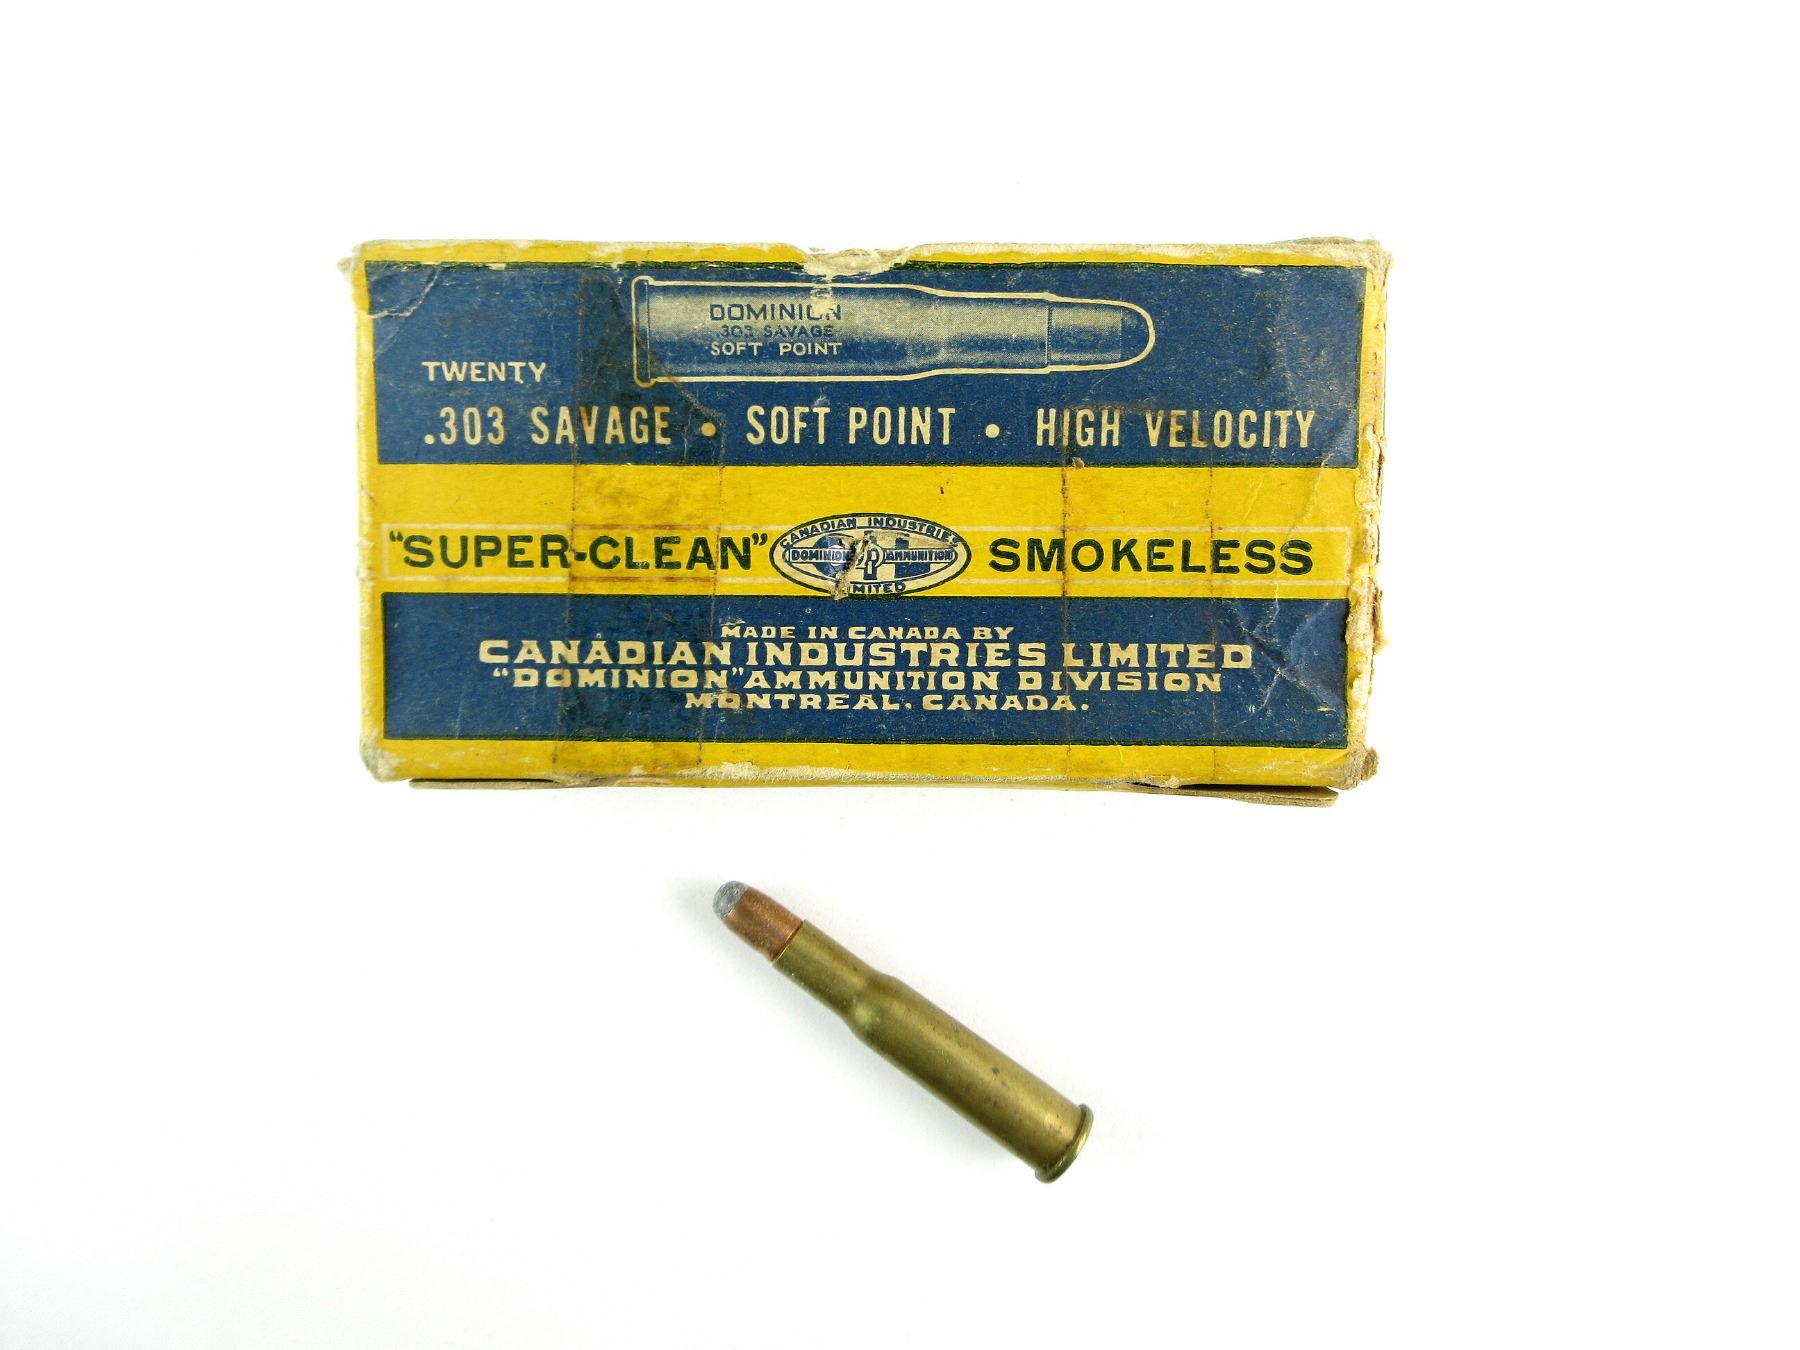 DOMINION
.303 SAVAGE
SOFT POINT
TWENTY
.303 SAVAGE • SOFT POINT • HIGH VELOCITY
"SUPER-CLEAN" SMOKELESS
CANADIAN INDUSTRIES
DOMINION AMMUNITION
LIMITED
MADE IN CANADA BY
CANADIAN INDUSTRIES LIMITED
"DOMINION" AMMUNITION DIVISION
MONTREAL. CANADA.